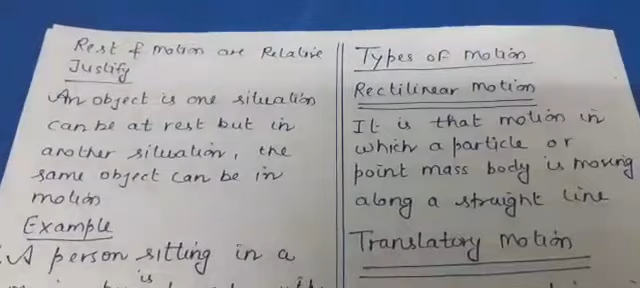 Rest & motion are Relative
Justify
An object is one situation
can be at rest but in
another situation, the
same object can be in
motion
Example
A person sitting in a
is
Types of motion
Rectilinear motion
It is that motion in
which a particle or
point mass body is moving
along a straight line
Translatory motion